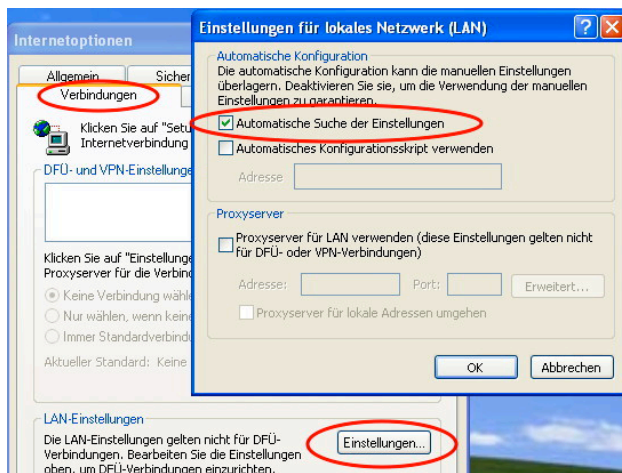 Internetoptionen
Allgemein
Sicher
Verbindungen
Klicken Sie auf "Setu
Internetverbindung
DFÜ- und VPN-Einstellunge
Klicken Sie auf "Einstellunge
Proxyserver für die Verbind
Keine Verbindung wähle
Nur wählen, wenn keine
Immer Standardverbindu
Aktueller Standard: Keine
LAN-Einstellungen
Die LAN-Einstellungen gelten nicht für DFÜ-
Verbindungen. Bearbeiten Sie die Einstellungen
oben, um DFÜ-Verbindungen einzurichten.
Einstellungen...
Einstellungen für lokales Netzwerk (LAN)
Automatische Konfiguration
Die automatische Konfiguration kann die manuellen Einstellungen
überlagern. Deaktivieren Sie sie, um die Verwendung der manuellen
Einstellungen zu garantieren.
Automatische Suche der Einstellungen
Automatisches Konfigurationsskript verwenden
Adresse
Proxyserver
Proxyserver für LAN verwenden (diese Einstellungen gelten nicht
für DFÜ- oder VPN-Verbindungen)
Adresse:
Port:
Erweitert...
Proxyserver für lokale Adressen umgehen
OK
Abbrechen